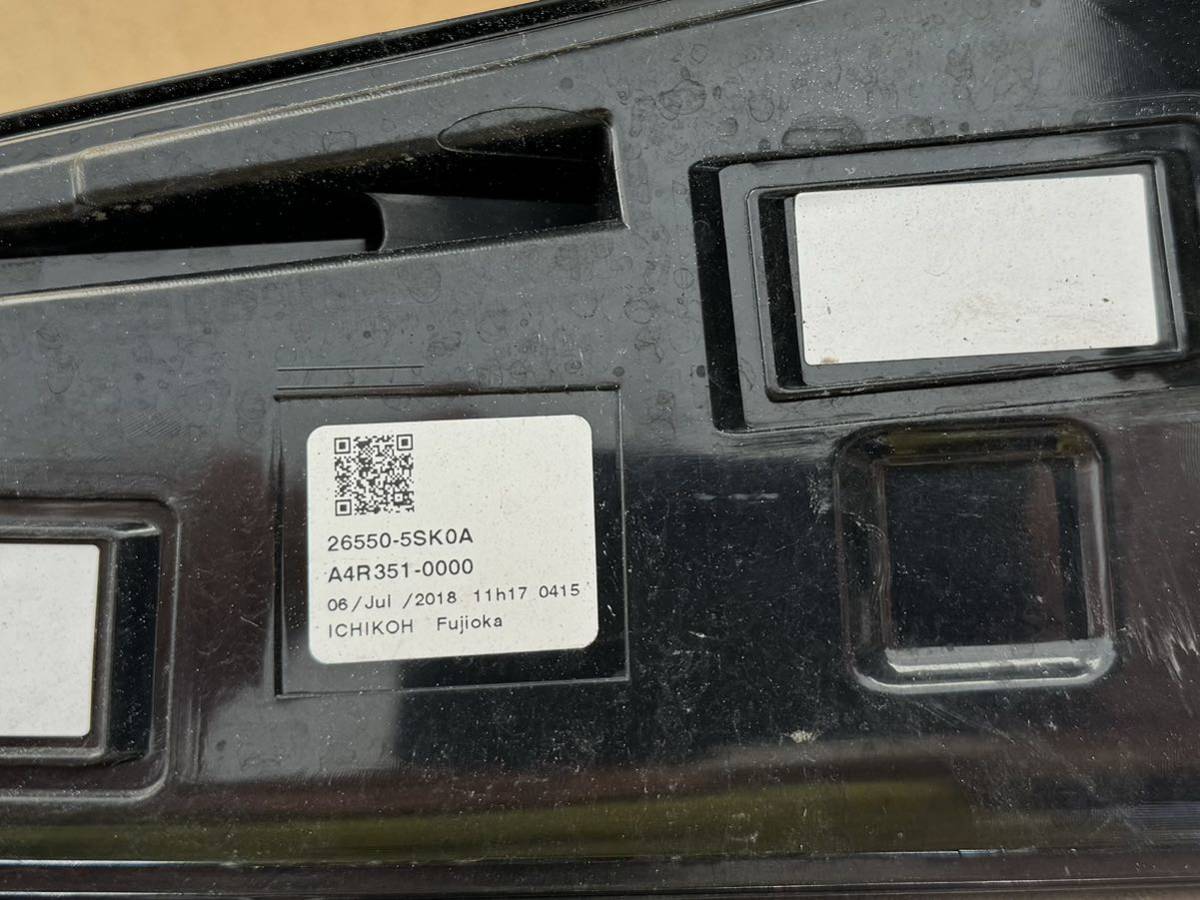 26550-5SK0A
A4R351-0000
06/Jul /2018 11h17 0415
ICHIKOH Fujioka